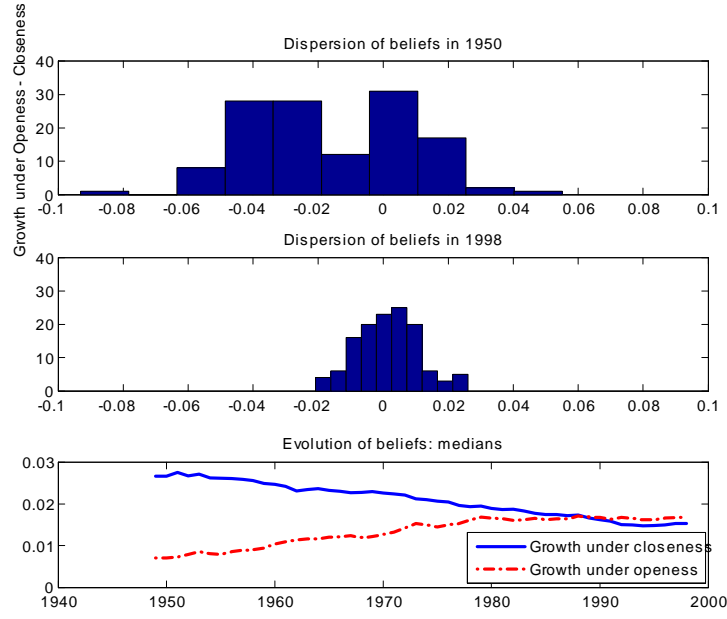 Dispersion of beliefs in 1950
Growth under Openness - Closeness
40
30
20
10
0
-0.1 -0.08 -0.06 -0.04 -0.02 0 0.02 0.04 0.06 0.08 0.1
Dispersion of beliefs in 1998
40
30
20
10
0
-0.1 -0.08 -0.06 -0.04 -0.02 0 0.02 0.04 0.06 0.08 0.1
Evolution of beliefs: medians
0.03
0.02
0.01
0
Growth under closeness
Growth under openess
1940 1950 1960 1970 1980 1990 2000